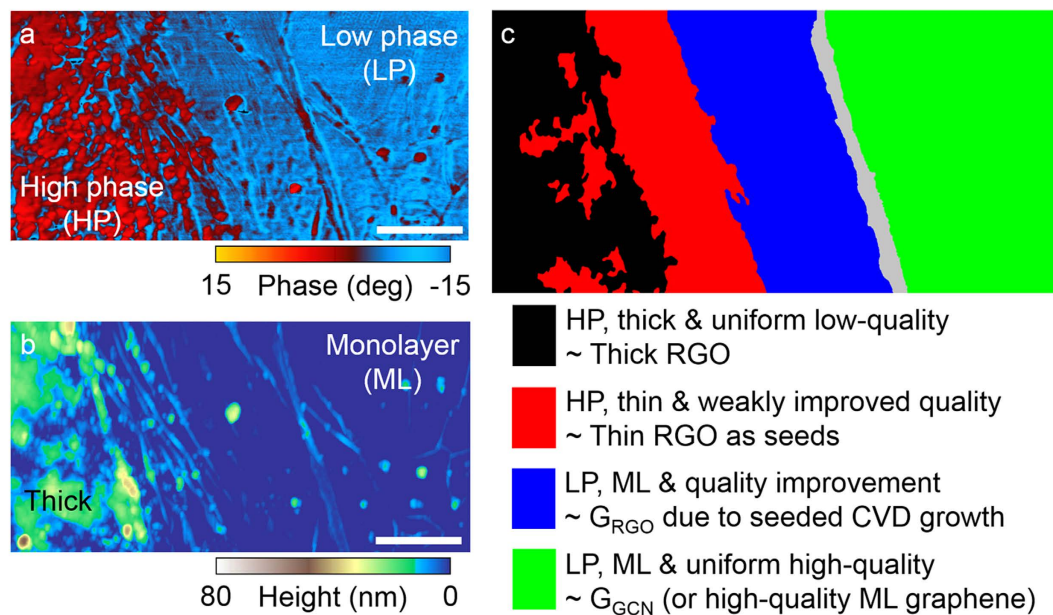 a
Low phase
(LP)
High phase
(HP)
15 Phase (deg) -15
b
Monolayer
(ML)
Thick
80 Height (nm) 0
c
HP, thick & uniform low-quality
~ Thick RGO
HP, thin & weakly improved quality
~ Thin RGO as seeds
LP, ML & quality improvement
~ GRGO due to seeded CVD growth
LP, ML & uniform high-quality
~ GGCN (or high-quality ML graphene)